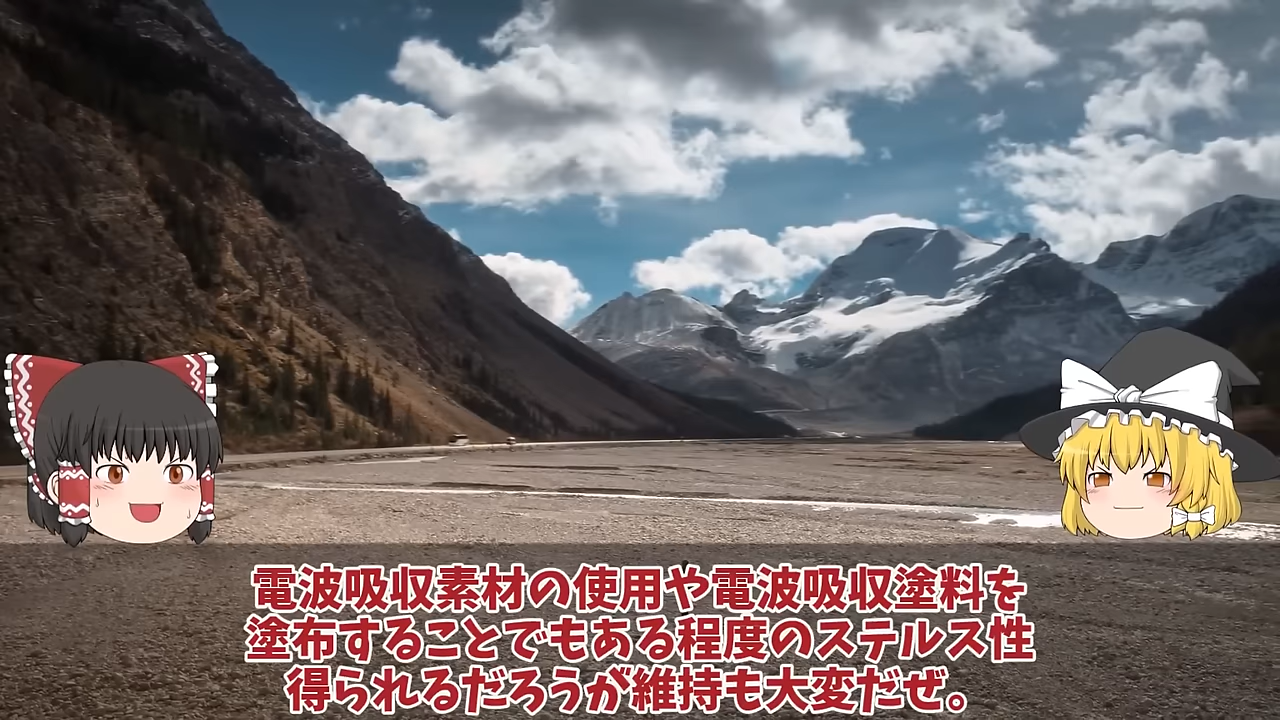 電波吸収素材の使用や電波吸収塗料を
塗布することでもある程度のステルス性
得られるだろうが維持も大変だぜ。